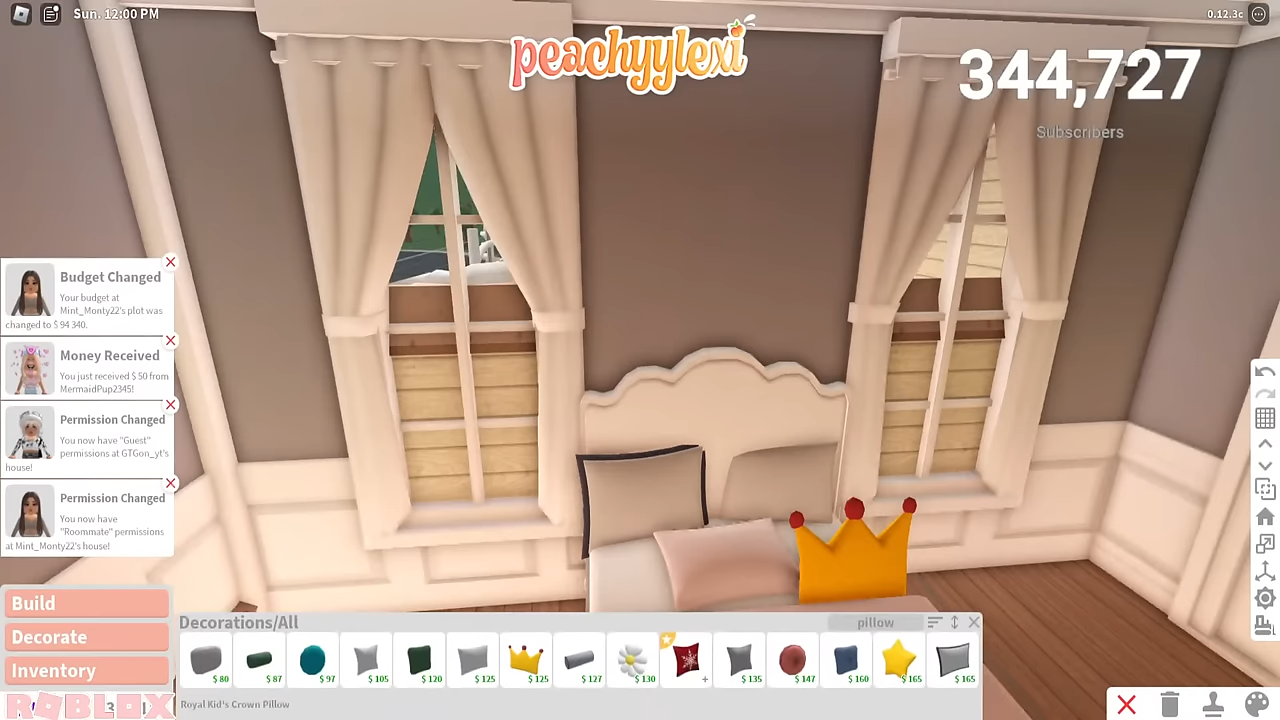 Sun. 12:00 PM
0.12.3c
peachyylexi
344,727
Subscribers
Budget Changed
Your budget at
Mint_Monty22's plot was
changed to $ 94 340.
Money Received
You just received $ 50 from
MermaidPup2345!
Permission Changed
You now have "Guest"
permissions at GTGon_yt's
house!
Permission Changed
You now have
"Roommate" permissions
at Mint_Monty22's house!
Build
Decorate
Inventory
ROBLOX
Decorations/All
pillow
$ 80
$ 87
$ 97
$ 105
$ 120
$ 125
$ 125
$ 127
$ 130
$ 135
$ 147
$ 160
$ 165
$ 165
Royal Kid's Crown Pillow